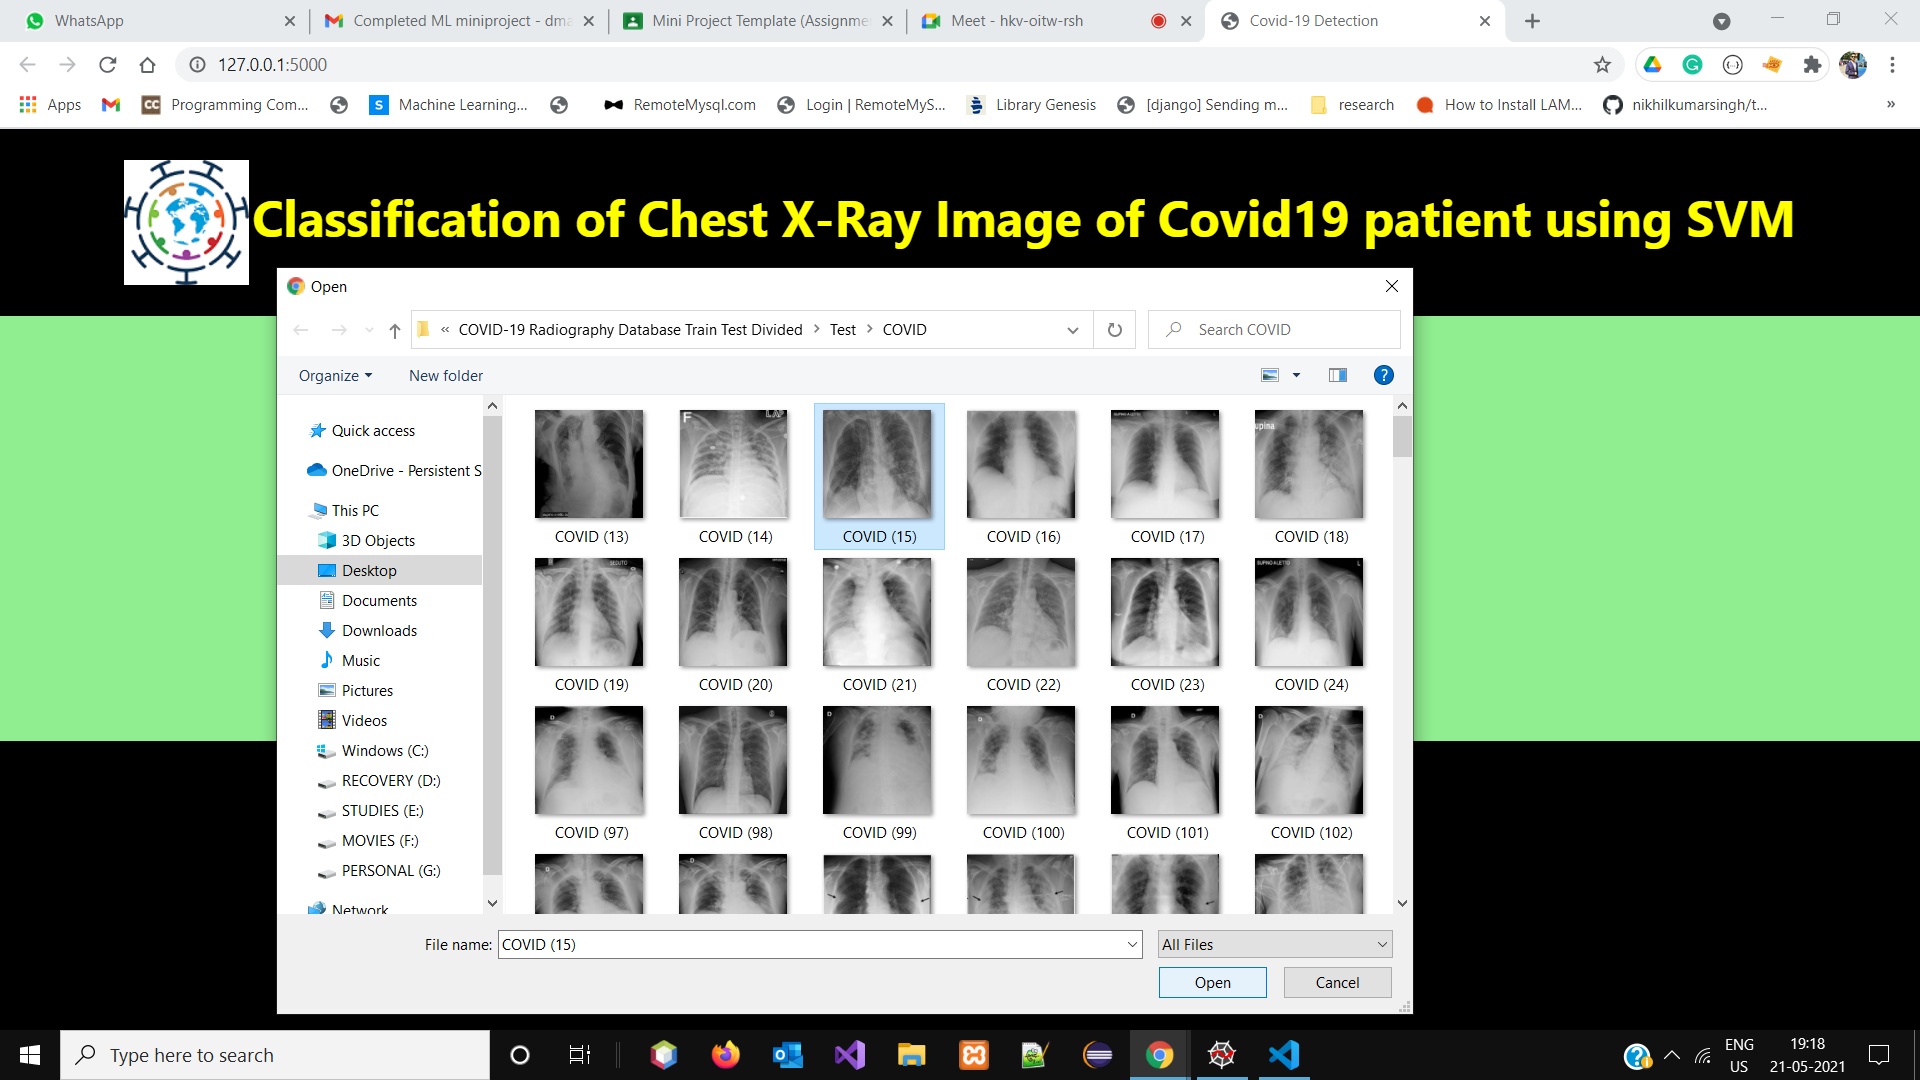 WhatsApp
Completed ML miniproject - dma
Mini Project Template (Assignme
Meet - hkv-oitw-rsh
Covid-19 Detection
127.0.0.1:5000
Apps
Programming Com...
Machine Learning...
RemoteMysql.com
Login | RemoteMyS...
Library Genesis
[django] Sending m...
research
How to Install LAM...
nikhilkumarsingh/t...
»
Classification of Chest X-Ray Image of Covid19 patient using SVM
Open
« COVID-19 Radiography Database Train Test Divided > Test > COVID
Search COVID
Organize
New folder
Quick access
OneDrive - Persistent S
This PC
3D Objects
Desktop
Documents
Downloads
Music
Pictures
Videos
Windows (C:)
RECOVERY (D:)
STUDIES (E:)
MOVIES (F:)
PERSONAL (G:)
Network
COVID (13)
COVID (14)
COVID (15)
COVID (16)
COVID (17)
COVID (18)
COVID (19)
COVID (20)
COVID (21)
COVID (22)
COVID (23)
COVID (24)
COVID (97)
COVID (98)
COVID (99)
COVID (100)
COVID (101)
COVID (102)
File name:
COVID (15)
All Files
Open
Cancel
Type here to search
ENG
US
19:18
21-05-2021